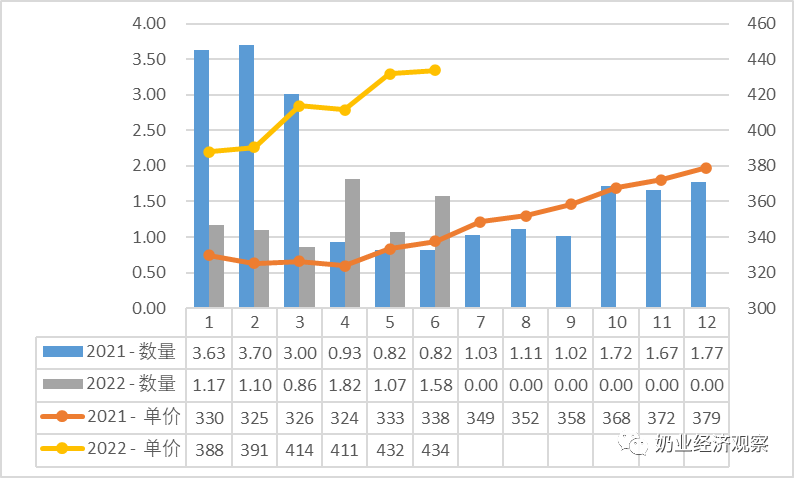 4.00 460
3.50 440
3.00 420
2.50 400
2.00 380
1.50 360
1.00 340
0.50 320
0.00 300
1 2 3 4 5 6 7 8 9 10 11 12
2021 - 数量 3.63 3.70 3.00 0.93 0.82 0.82 1.03 1.11 1.02 1.72 1.67 1.77
2022 - 数量 1.17 1.10 0.86 1.82 1.07 1.58 0.00 0.00 0.00 0.00 0.00 0.00
2021 - 单价 330 325 326 324 333 338 349 352 358 368 372 379
2022 - 单价 388 391 414 411 432 434
奶业经济观察